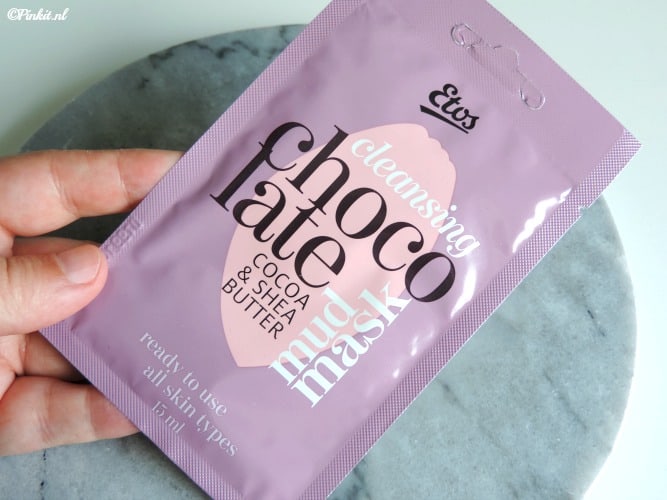 ©Pinkit.nl
Etos
cleansing
choco
late
COCOA
& SHEA
BUTTER
mud
mask
ready to use
all skin types
15 ml